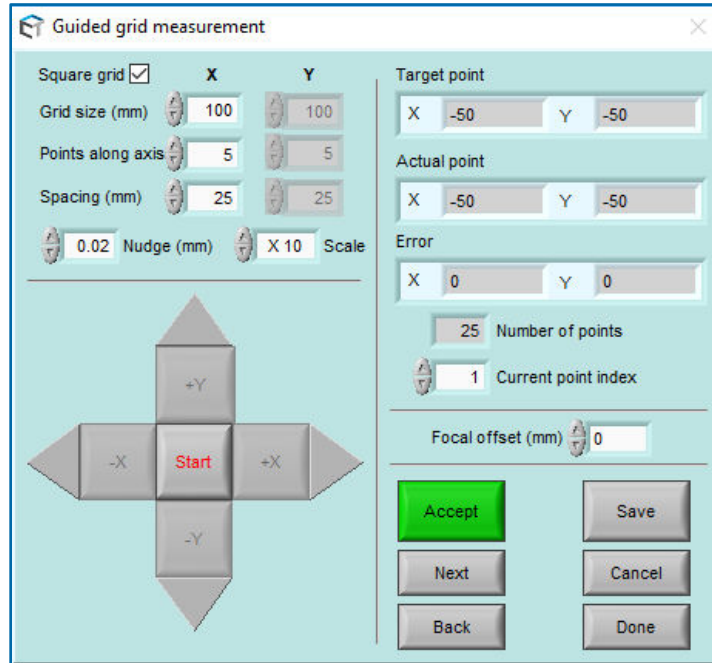 Guided grid measurement
Square grid X Y
Grid size (mm) 100 100
Points along axis 5 5
Spacing (mm) 25 25
0.02 Nudge (mm) X 10 Scale
+Y
-X Start +X
-Y
Target point
X -50 Y -50
Actual point
X -50 Y -50
Error
X 0 Y 0
25 Number of points
1 Current point index
Focal offset (mm) 0
Accept Save
Next Cancel
Back Done